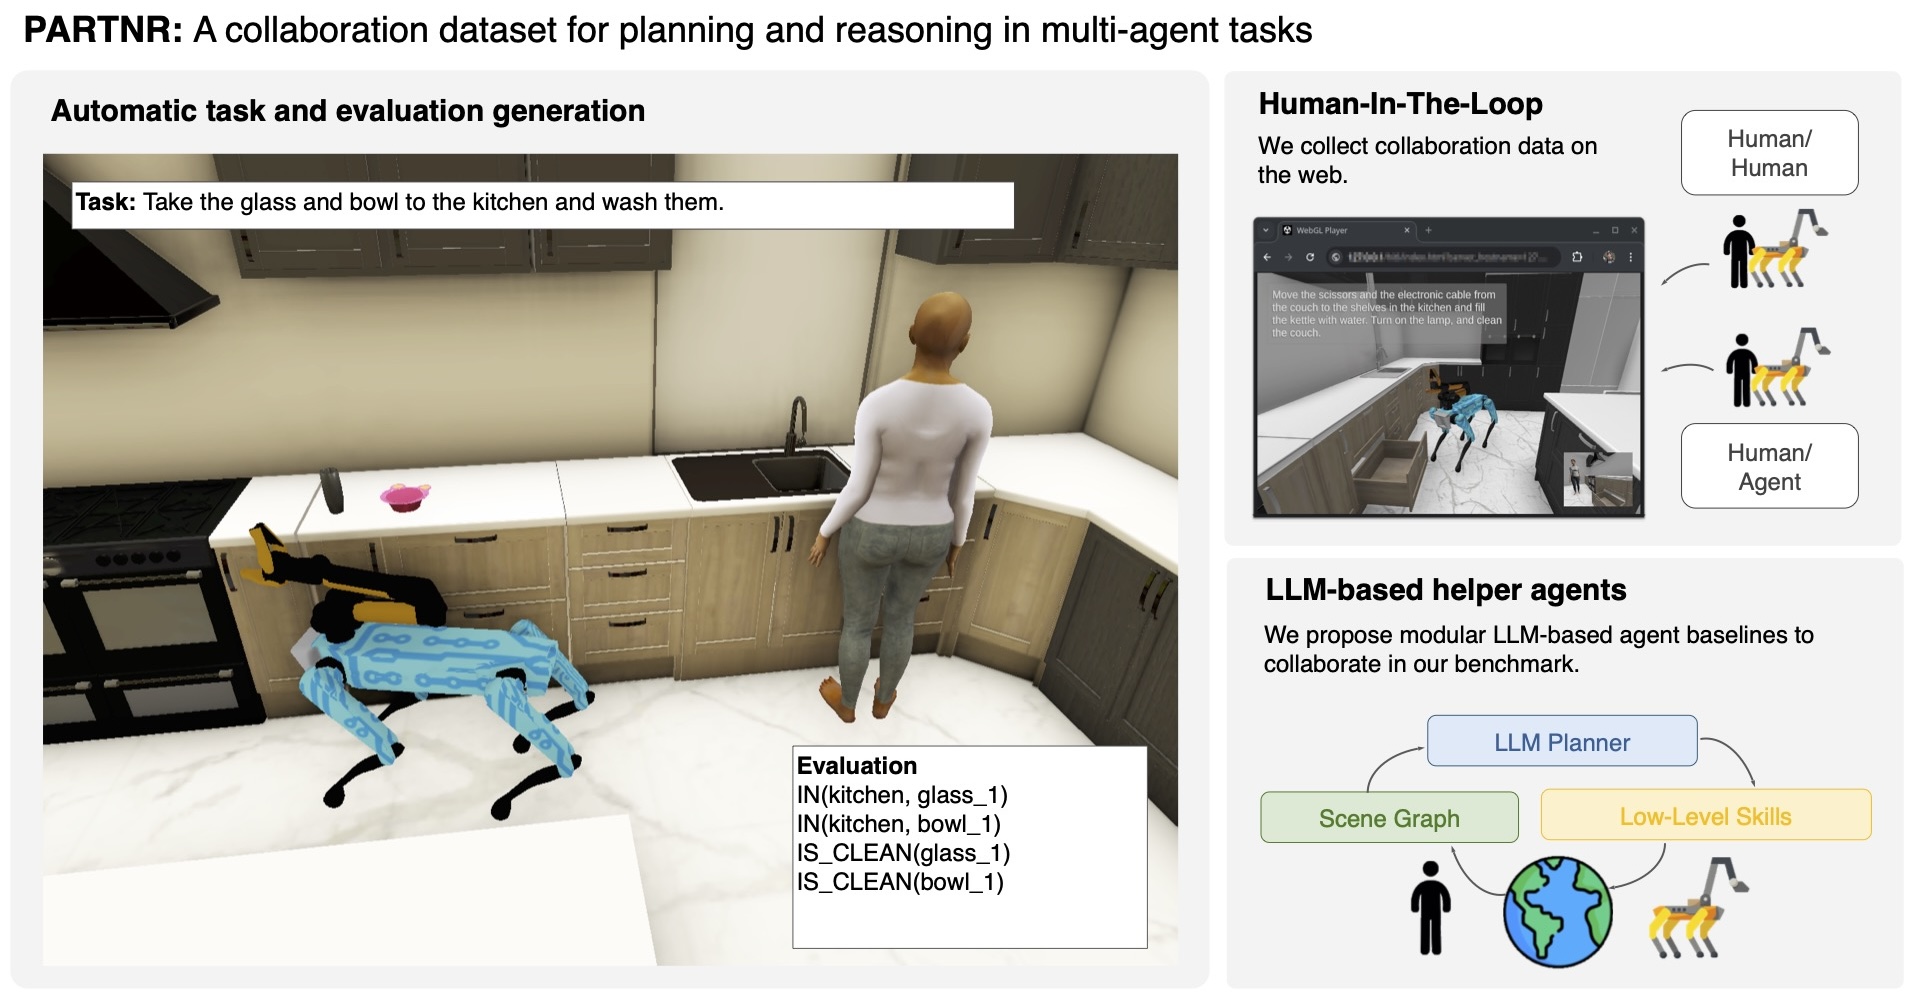 PARTNR: A collaboration dataset for planning and reasoning in multi-agent tasks
Automatic task and evaluation generation
Task: Take the glass and bowl to the kitchen and wash them.
Evaluation
IN(kitchen, glass_1)
IN(kitchen, bowl_1)
IS_CLEAN(glass_1)
IS_CLEAN(bowl_1)
Human-In-The-Loop
We collect collaboration data on
the web.
Human/
Human
WebGL Player
Move the scissors and the electronic cable from
the couch to the shelves in the kitchen and fill
the kettle with water. Turn on the lamp, and clean
the couch.
Human/
Agent
LLM-based helper agents
We propose modular LLM-based agent baselines to
collaborate in our benchmark.
LLM Planner
Scene Graph
Low-Level Skills